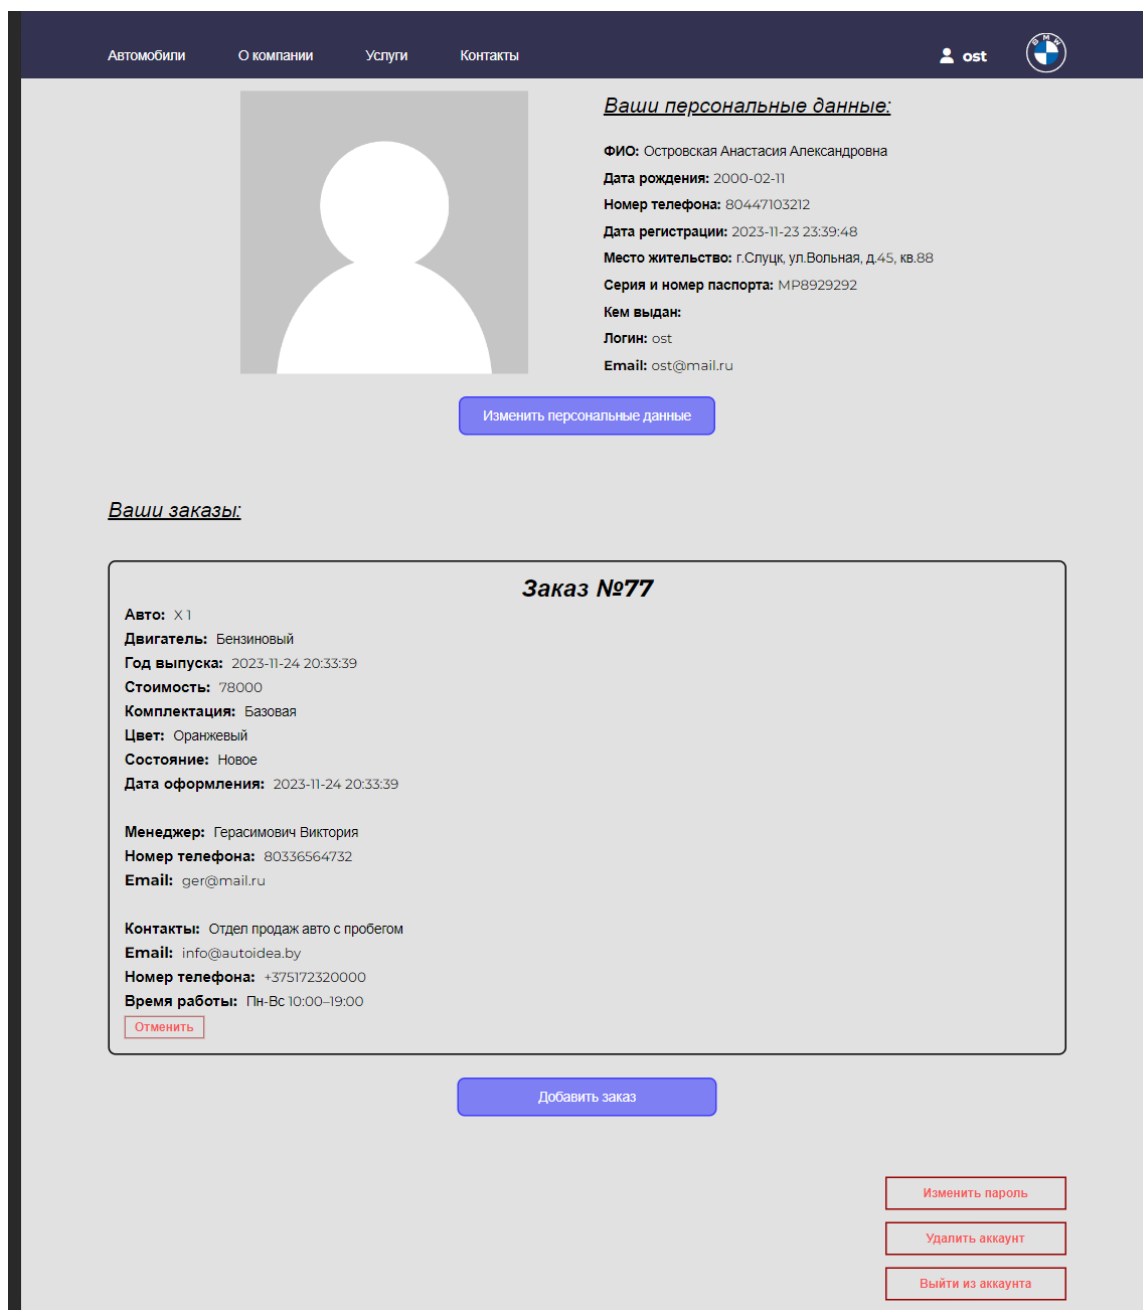 Автомобили О компании Услуги Контакты ost BMW
Ваши персональные данные:
ФИО: Островская Анастасия Александровна
Дата рождения: 2000-02-11
Номер телефона: 80447103212
Дата регистрации: 2023-11-23 23:39:48
Место жительство: г.Слуцк, ул.Вольная, д.45, кв.88
Серия и номер паспорта: MP8929292
Кем выдан:
Логин: ost
Email: ost@mail.ru
Изменить персональные данные
Ваши заказы:
Заказ №77
Авто: X 1
Двигатель: Бензиновый
Год выпуска: 2023-11-24 20:33:39
Стоимость: 78000
Комплектация: Базовая
Цвет: Оранжевый
Состояние: Новое
Дата оформления: 2023-11-24 20:33:39
Менеджер: Герасимович Виктория
Номер телефона: 80336564732
Email: ger@mail.ru
Контакты: Отдел продаж авто с пробегом
Email: info@autoidea.by
Номер телефона: +375172320000
Время работы: Пн-Вс 10:00–19:00
Отменить
Добавить заказ
Изменить пароль
Удалить аккаунт
Выйти из аккаунта